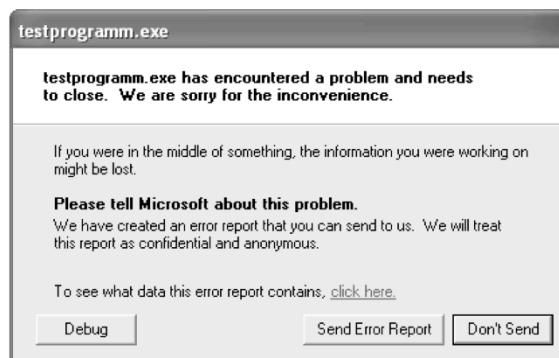 testprogramm.exe
testprogramm.exe has encountered a problem and needs
to close. We are sorry for the inconvenience.
If you were in the middle of something, the information you were working on
might be lost.
Please tell Microsoft about this problem.
We have created an error report that you can send to us. We will treat
this report as confidential and anonymous.
To see what data this error report contains, click here.
Debug
Send Error Report
Don't Send